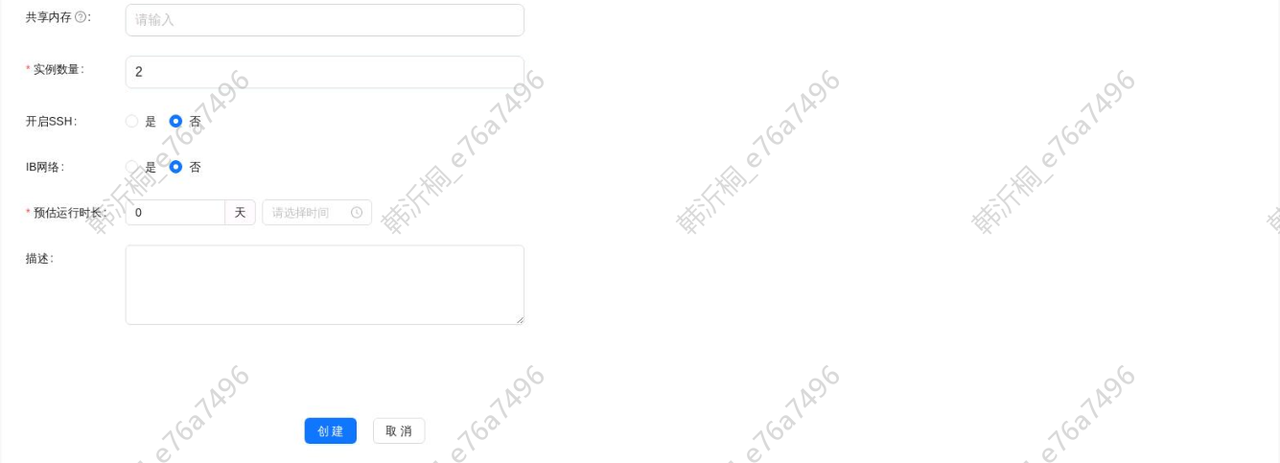 共享内存 ? :
请输入
* 实例数量 :
2
开启SSH :
是 否
IB网络 :
是 否
* 预估运行时长 :
0 天 请选择时间
描述 :
创建 取消
韩沂桐_e76a7496
韩沂桐_e76a7496
韩沂桐_e76a7496
韩沂桐_e76a7496
_e76a7496
_e76a7496
_e76a7496
_e76a7496